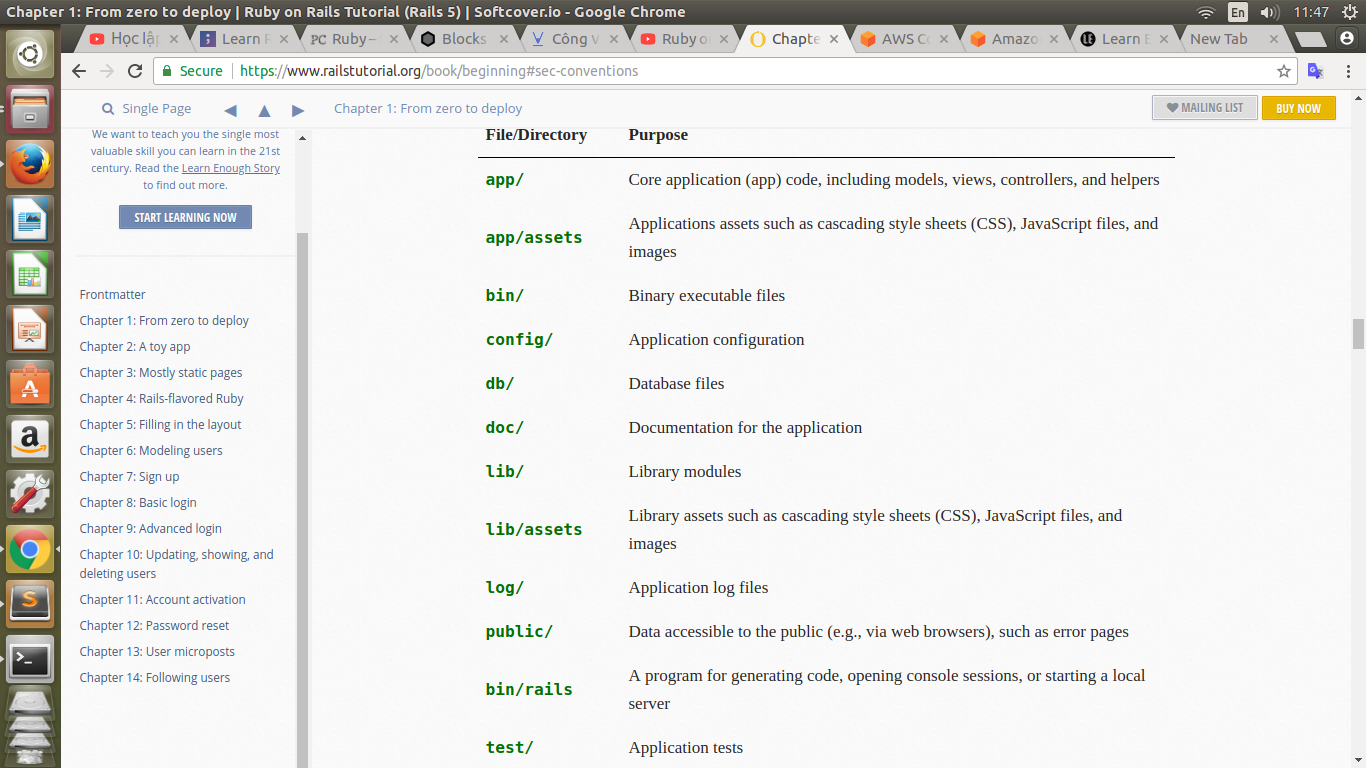 Chapter 1: From zero to deploy | Ruby on Rails Tutorial (Rails 5) | Softcover.io - Google Chrome
En
11:47
Học lập
Learn R
Ruby –
Blocks
Công V
Ruby o
Chapte
AWS C
Amazo
Learn E
New Tab
Secure
https://www.railstutorial.org/book/beginning#sec-conventions
Single Page
Chapter 1: From zero to deploy
MAILING LIST
BUY NOW
We want to teach you the single most
valuable skill you can learn in the 21st
century. Read the Learn Enough Story
to find out more.
START LEARNING NOW
Frontmatter
Chapter 1: From zero to deploy
Chapter 2: A toy app
Chapter 3: Mostly static pages
Chapter 4: Rails-flavored Ruby
Chapter 5: Filling in the layout
Chapter 6: Modeling users
Chapter 7: Sign up
Chapter 8: Basic login
Chapter 9: Advanced login
Chapter 10: Updating, showing, and
deleting users
Chapter 11: Account activation
Chapter 12: Password reset
Chapter 13: User microposts
Chapter 14: Following users
File/Directory Purpose
app/ Core application (app) code, including models, views, controllers, and helpers
app/assets Applications assets such as cascading style sheets (CSS), JavaScript files, and
images
bin/ Binary executable files
config/ Application configuration
db/ Database files
doc/ Documentation for the application
lib/ Library modules
lib/assets Library assets such as cascading style sheets (CSS), JavaScript files, and
images
log/ Application log files
public/ Data accessible to the public (e.g., via web browsers), such as error pages
bin/rails A program for generating code, opening console sessions, or starting a local
server
test/ Application tests